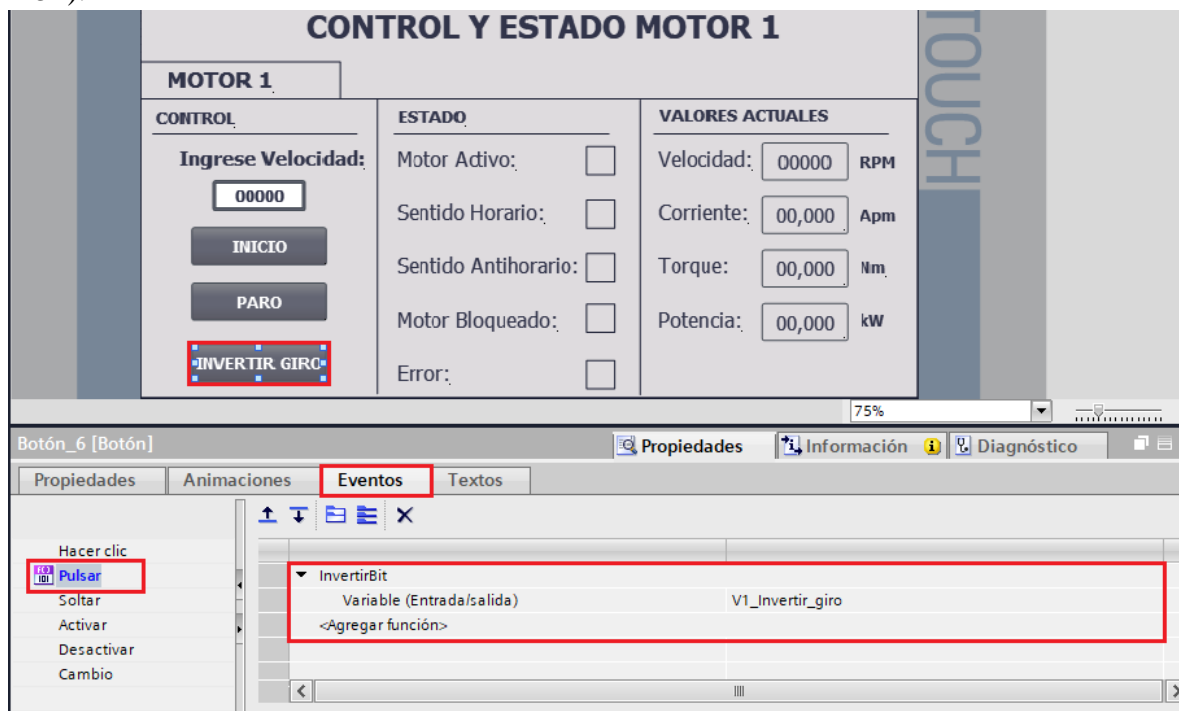 CONTROL Y ESTADO MOTOR 1
TOUCH
MOTOR 1
CONTROL
Ingrese Velocidad:
00000
INICIO
PARO
INVERTIR GIRO
ESTADO
Motor Activo:
Sentido Horario:
Sentido Antihorario:
Motor Bloqueado:
Error:
VALORES ACTUALES
Velocidad: 00000 RPM
Corriente: 00,000 Apm
Torque: 00,000 Nm
Potencia: 00,000 kW
75%
Botón_6 [Botón]
Propiedades Información Diagnóstico
Propiedades Animaciones Eventos Textos
Hacer clic
Pulsar
Soltar
Activar
Desactivar
Cambio
InvertirBit
Variable (Entrada/salida) V1_Invertir_giro
<Agregar función>